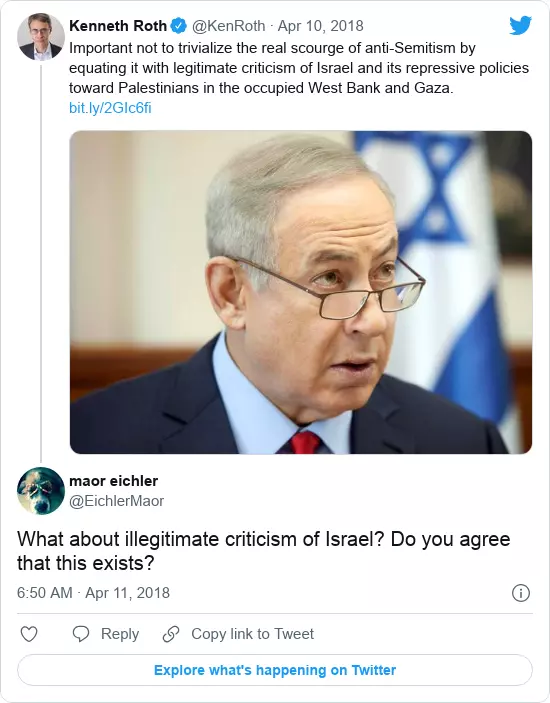 Kenneth Roth @KenRoth · Apr 10, 2018
Important not to trivialize the real scourge of anti-Semitism by
equating it with legitimate criticism of Israel and its repressive policies
toward Palestinians in the occupied West Bank and Gaza.
bit.ly/2GIc6fi
maor eichler
@EichlerMaor
What about illegitimate criticism of Israel? Do you agree
that this exists?
6:50 AM · Apr 11, 2018
Reply Copy link to Tweet
Explore what's happening on Twitter